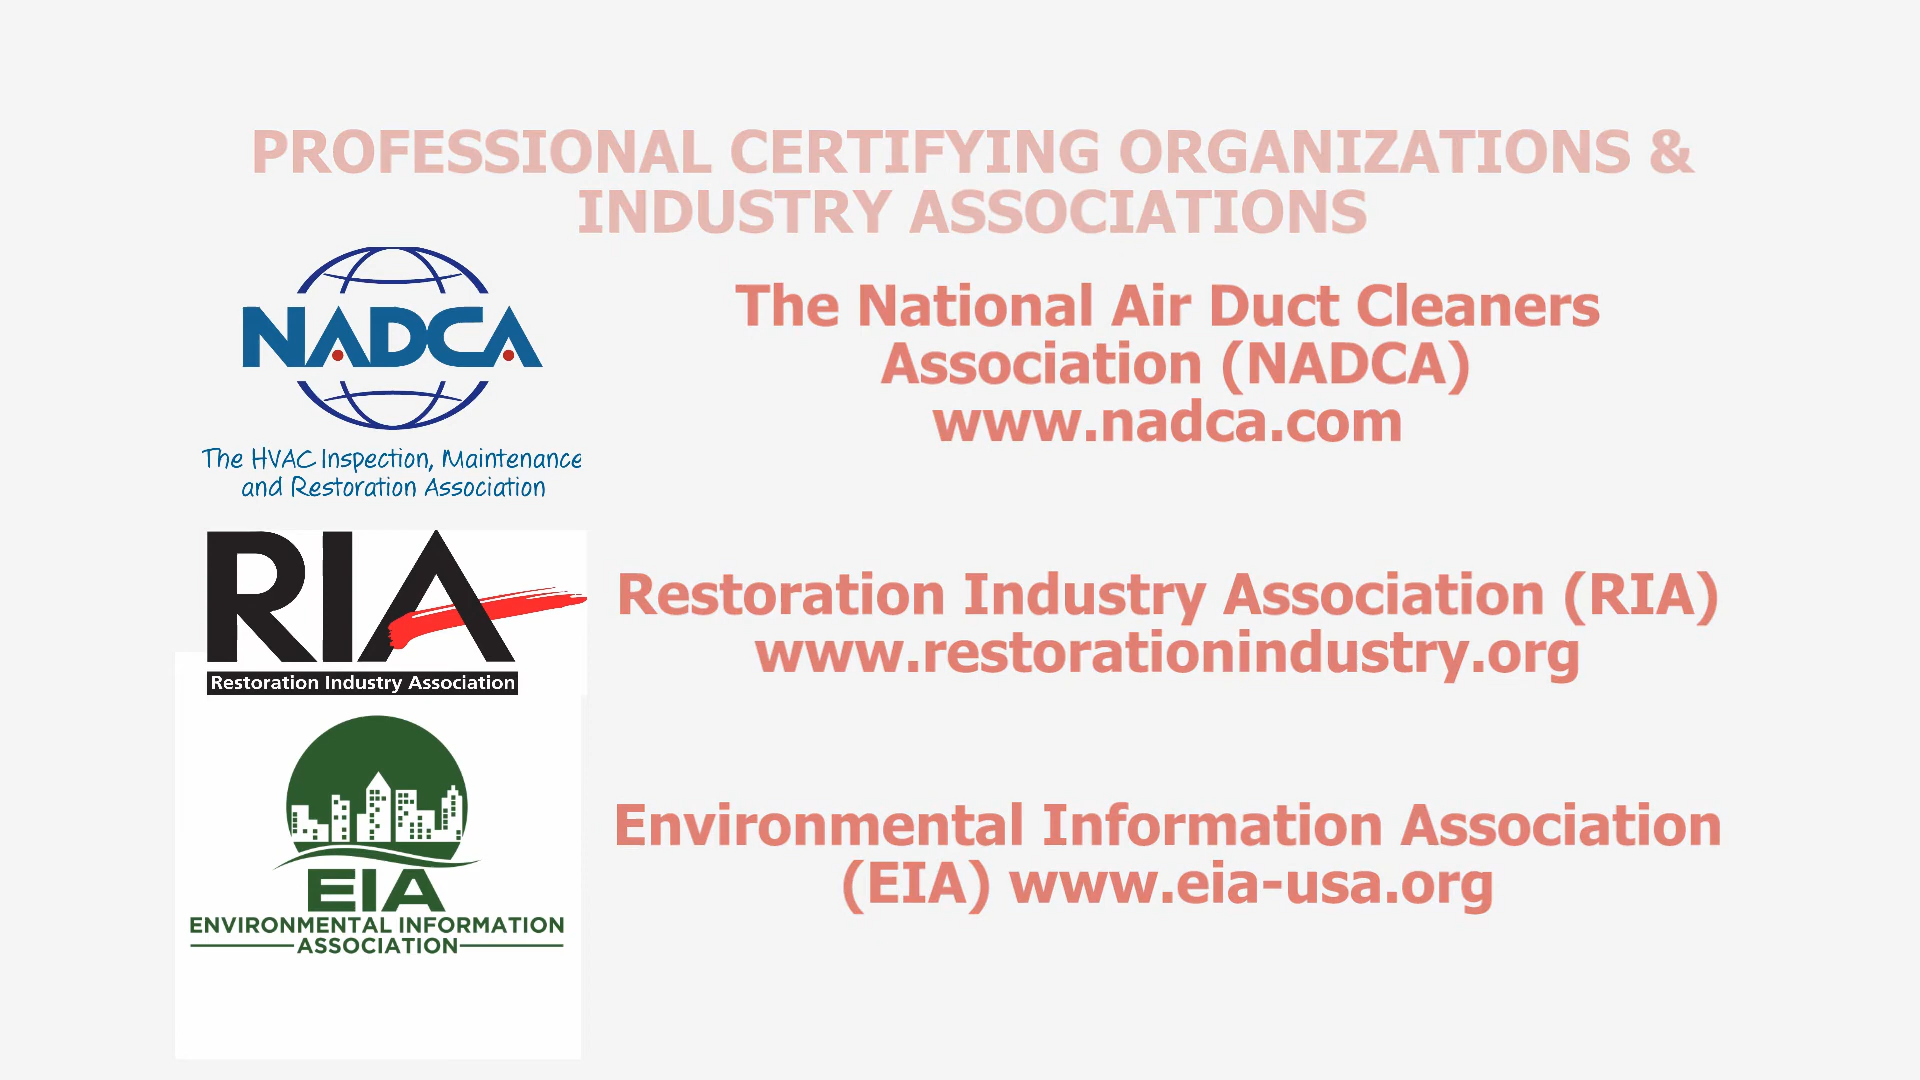 PROFESSIONAL CERTIFYING ORGANIZATIONS &
INDUSTRY ASSOCIATIONS
NADCA
The HVAC Inspection, Maintenance
and Restoration Association
The National Air Duct Cleaners
Association (NADCA)
www.nadca.com
RIA
Restoration Industry Association
Restoration Industry Association (RIA)
www.restorationindustry.org
EIA
ENVIRONMENTAL INFORMATION
ASSOCIATION
Environmental Information Association
(EIA) www.eia-usa.org